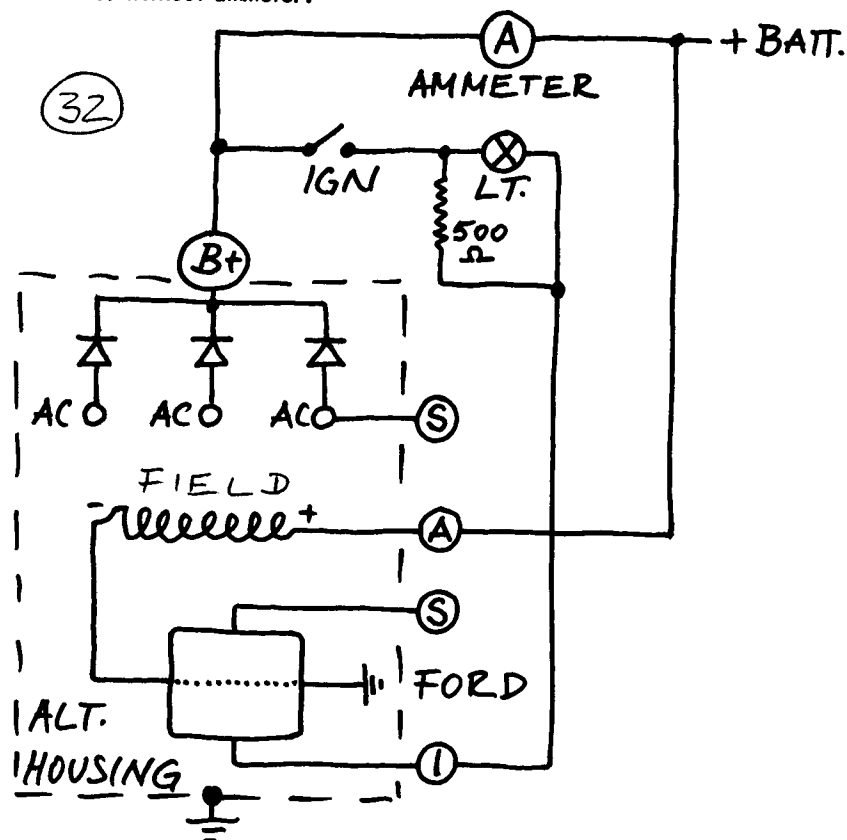 + BATT.
A
AMMETER
32
IGN
LT.
500
Ω
B+
AC AC AC S
FIELD
- +
A
S
FORD
ALT.
HOUSING
I